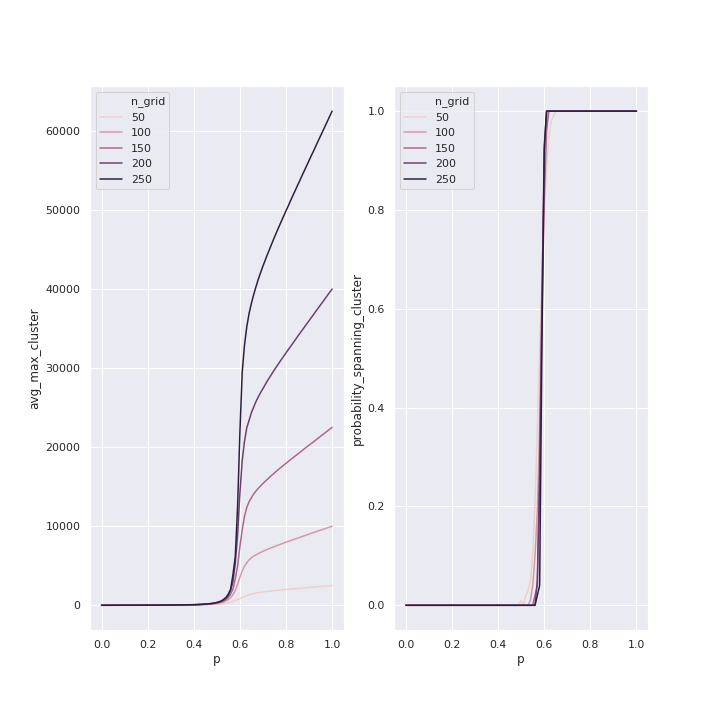 n_grid
50
100
150
200
250
60000
50000
40000
30000
20000
10000
0
avg_max_cluster
0.0 0.2 0.4 0.6 0.8 1.0
p
n_grid
50
100
150
200
250
1.0
0.8
0.6
0.4
0.2
0.0
probability_spanning_cluster
0.0 0.2 0.4 0.6 0.8 1.0
p